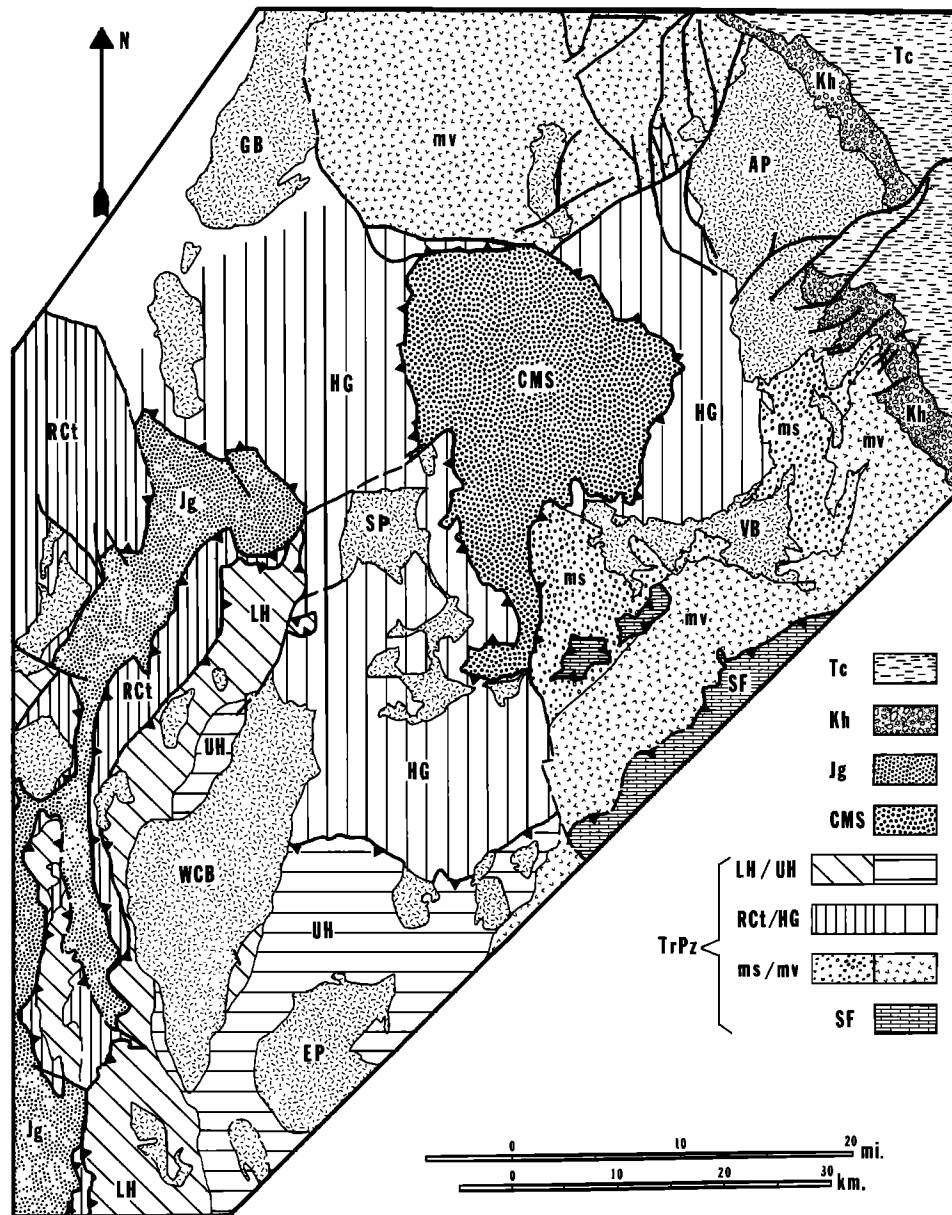 N
GB
mv
Kh
Tc
AP
RCt
HG
CMS
HG
ms
mv
Kh
Jg
SP
VB
LH
ms
mv
RCt
SF
UH
HG
WCB
UH
EP
Jg
LH
Tc
Kh
Jg
CMS
LH / UH
RCt/HG
TrPz
ms/mv
SF
0 10 20 mi.
0 10 20 30 km.